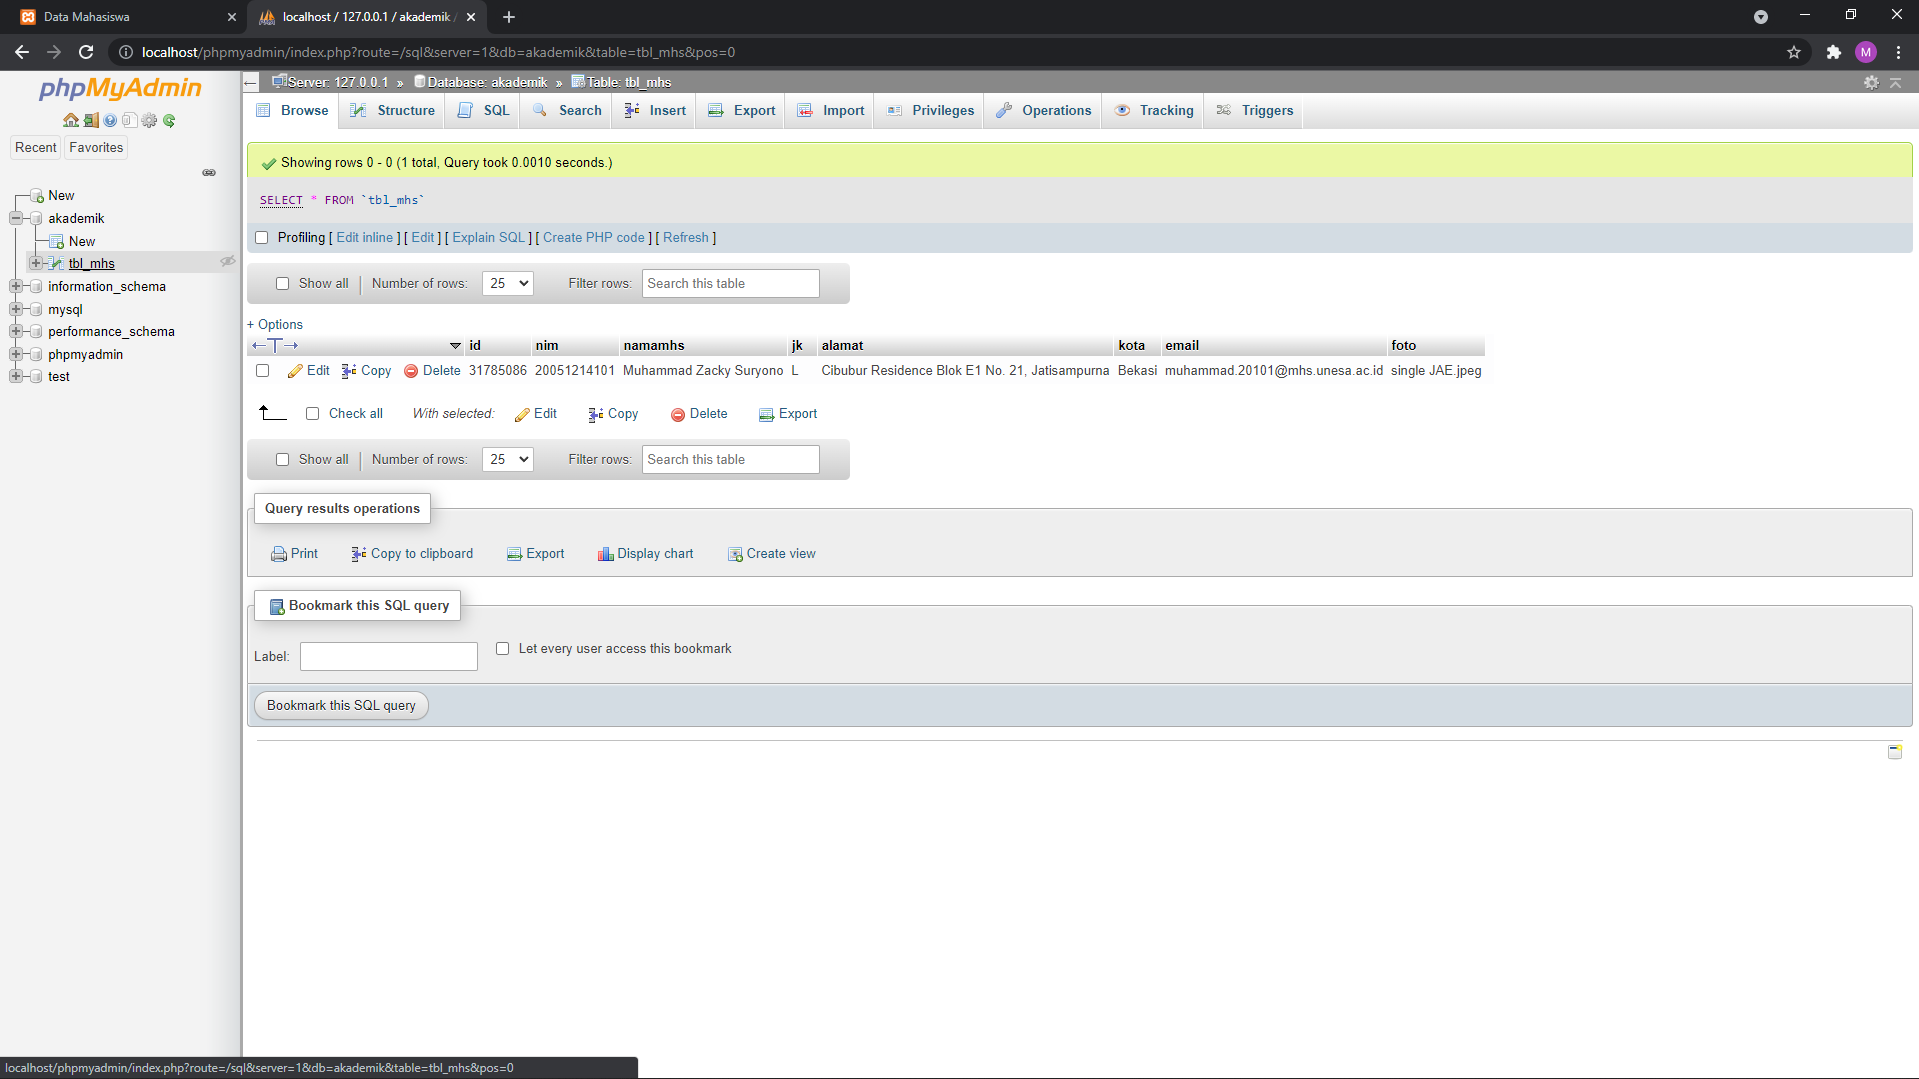 Data Mahasiswa
localhost / 127.0.0.1 / akademik /
localhost/phpmyadmin/index.php?route=/sql&server=1&db=akademik&table=tbl_mhs&pos=0
M
phpMyAdmin
Recent Favorites
New
akademik
New
tbl_mhs
information_schema
mysql
performance_schema
phpmyadmin
test
Server: 127.0.0.1 » Database: akademik » Table: tbl_mhs
Browse Structure SQL Search Insert Export Import Privileges Operations Tracking Triggers
Showing rows 0 - 0 (1 total, Query took 0.0010 seconds.)
SELECT * FROM `tbl_mhs`
Profiling [ Edit inline ] [ Edit ] [ Explain SQL ] [ Create PHP code ] [ Refresh ]
Show all Number of rows: 25 Filter rows: Search this table
+ Options
id nim namamhs jk alamat kota email foto
Edit Copy Delete 31785086 20051214101 Muhammad Zacky Suryono L Cibubur Residence Blok E1 No. 21, Jatisampurna Bekasi muhammad.20101@mhs.unesa.ac.id single JAE.jpeg
Check all With selected: Edit Copy Delete Export
Show all Number of rows: 25 Filter rows: Search this table
Query results operations
Print Copy to clipboard Export Display chart Create view
Bookmark this SQL query
Label: Let every user access this bookmark
Bookmark this SQL query
localhost/phpmyadmin/index.php?route=/sql&server=1&db=akademik&table=tbl_mhs&pos=0